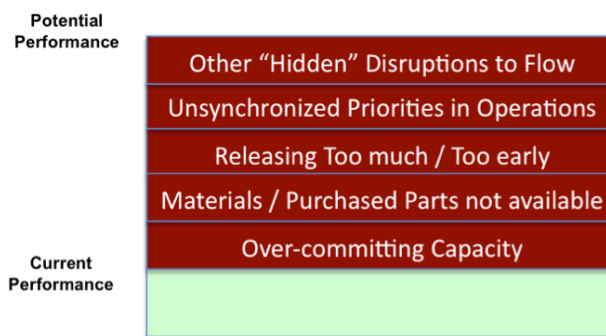 Potential
Performance
Other “Hidden” Disruptions to Flow
Unsynchronized Priorities in Operations
Releasing Too much / Too early
Materials / Purchased Parts not available
Over-committing Capacity
Current
Performance